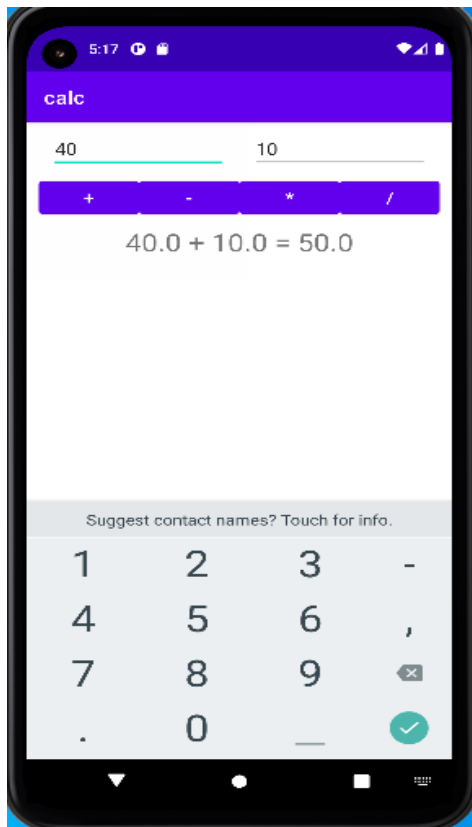 5:17
calc
40 10
+ - * /
40.0 + 10.0 = 50.0
Suggest contact names? Touch for info.
1 2 3 -
4 5 6 ,
7 8 9
. 0 _